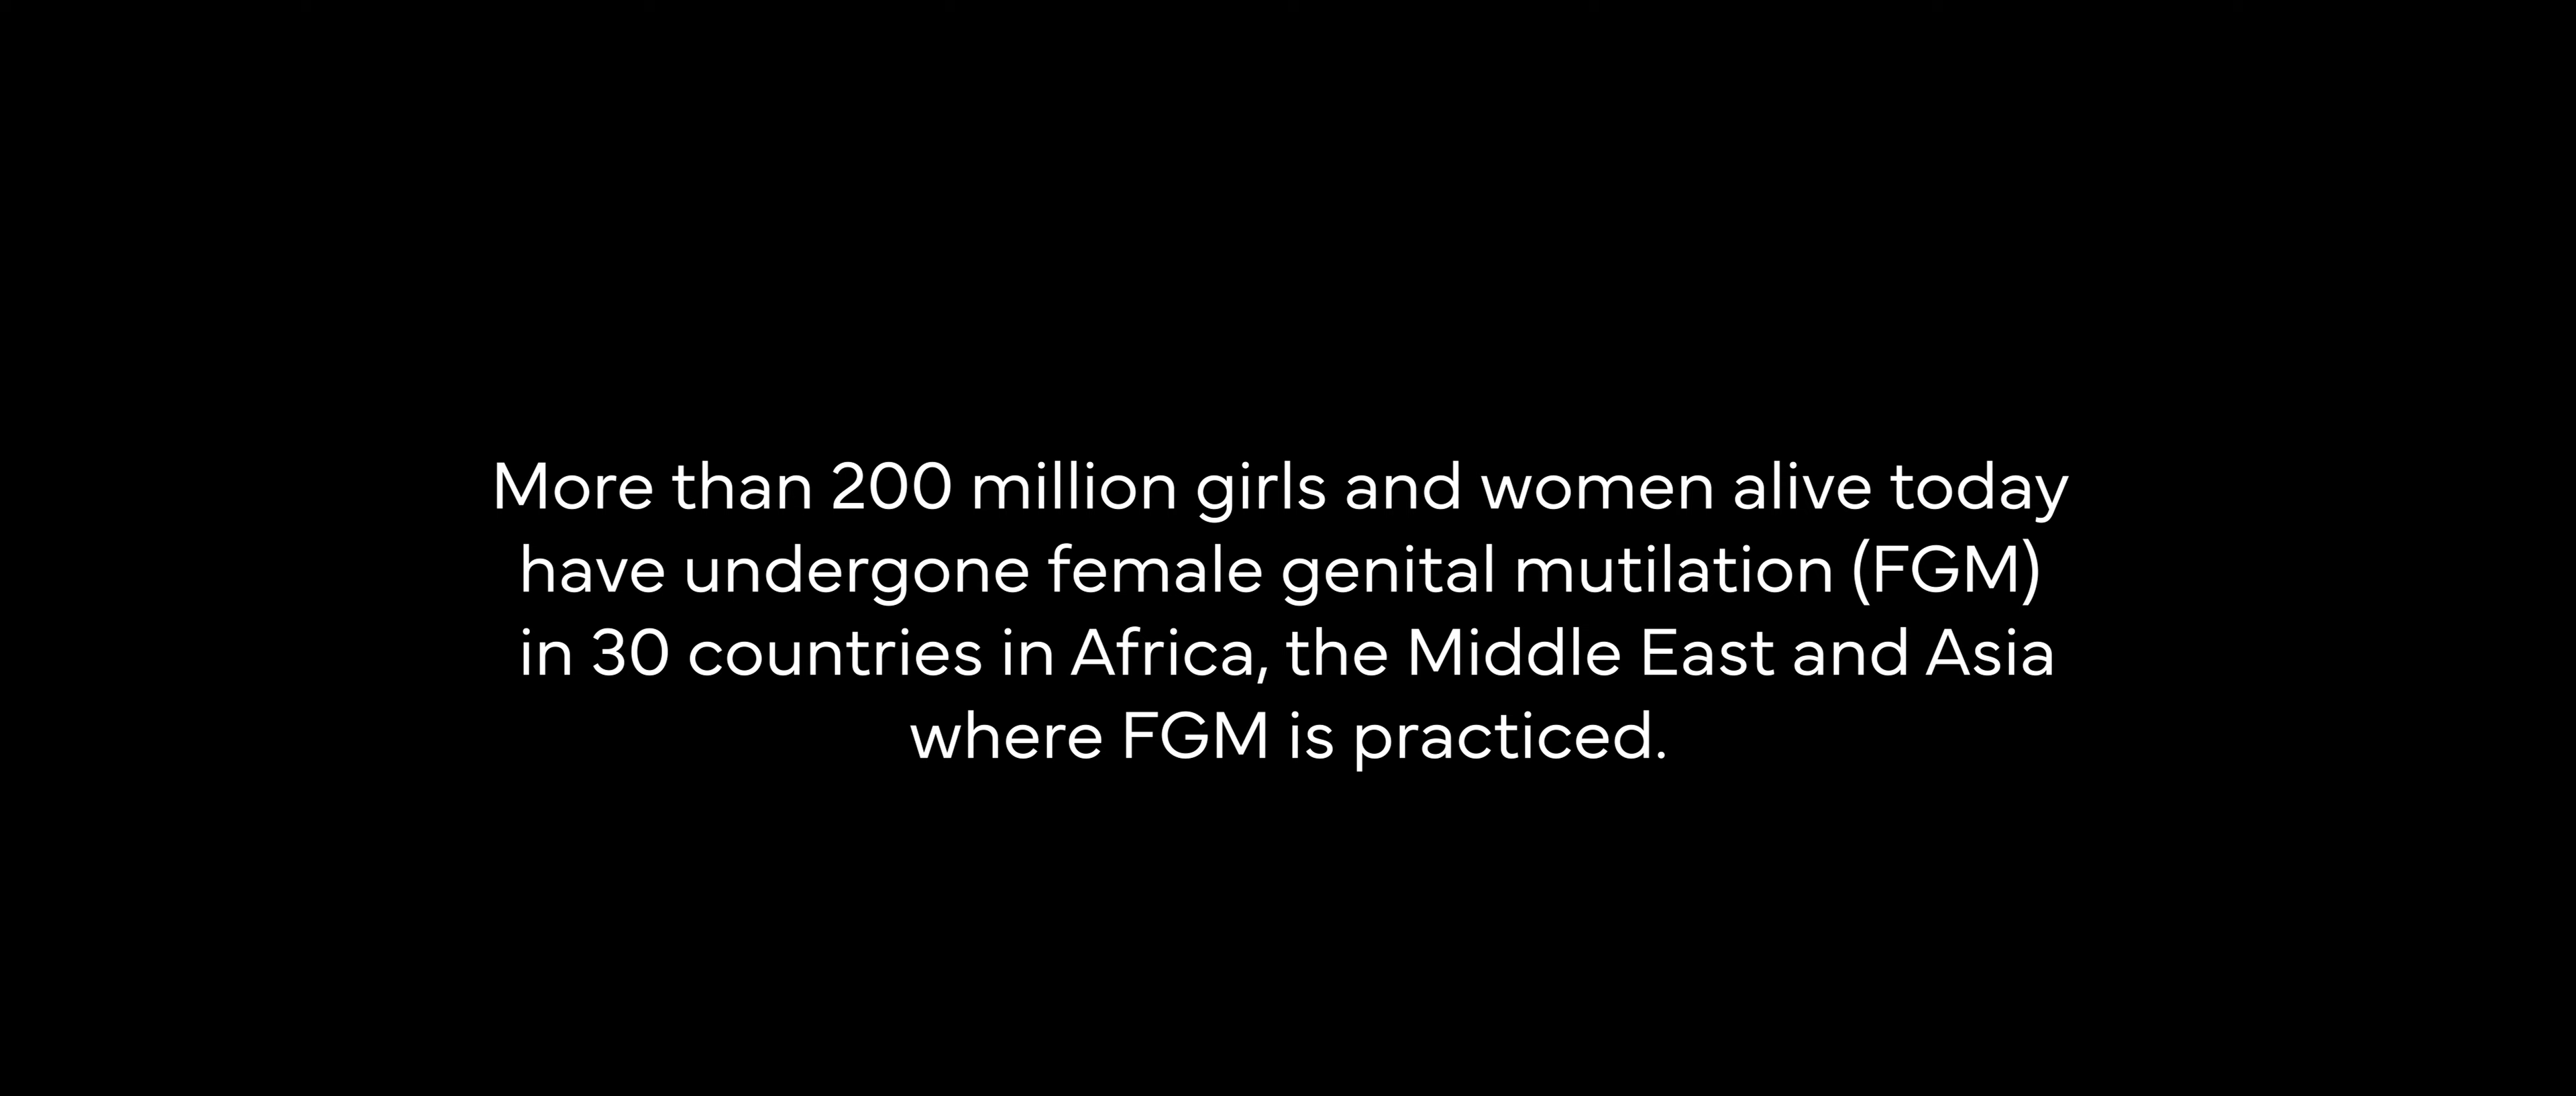 More than 200 million girls and women alive today
have undergone female genital mutilation (FGM)
in 30 countries in Africa, the Middle East and Asia
where FGM is practiced.